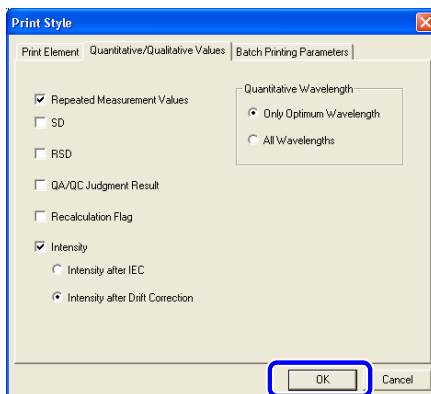 Print Style
Print Element
Quantitative/Qualitative Values
Batch Printing Parameters
Repeated Measurement Values
SD
RSD
QA/QC Judgment Result
Recalculation Flag
Intensity
Intensity after IEC
Intensity after Drift Correction
Quantitative Wavelength
Only Optimum Wavelength
All Wavelengths
OK
Cancel